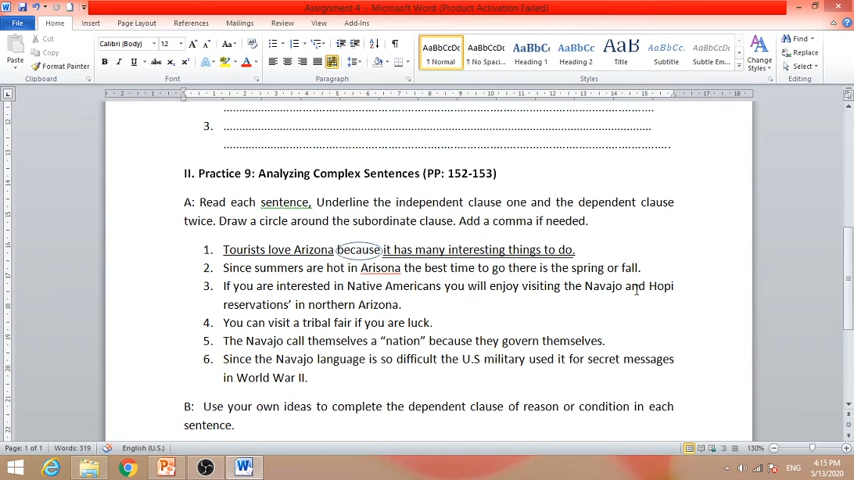 Assignment 4 - Microsoft Word (Product Activation Failed)
File Home Insert Page Layout References Mailings Review View Add-Ins
Cut
Copy
Format Painter
Paste
Calibri (Body) 12
AaBbCcDc AaBbCcDc AaBbC AaBbCc AaB AaBbCc. AaBbCcDc
¶ Normal ¶ No Spaci... Heading 1 Heading 2 Title Subtitle Subtle Em...
Change Styles
Find
Replace
Select
Clipboard Font Paragraph Styles Editing
3. ................................................................
................................................................
II. Practice 9: Analyzing Complex Sentences (PP: 152-153)
A: Read each sentence, Underline the independent clause one and the dependent clause
twice. Draw a circle around the subordinate clause. Add a comma if needed.
1. Tourists love Arizona because it has many interesting things to do.
2. Since summers are hot in Arisona the best time to go there is the spring or fall.
3. If you are interested in Native Americans you will enjoy visiting the Navajo and Hopi
reservations’ in northern Arizona.
4. You can visit a tribal fair if you are luck.
5. The Navajo call themselves a “nation” because they govern themselves.
6. Since the Navajo language is so difficult the U.S military used it for secret messages
in World War II.
B: Use your own ideas to complete the dependent clause of reason or condition in each
sentence.
Page: 1 of 1 Words: 319 English (U.S.) 130%
ENG 4:15 PM
5/13/2020